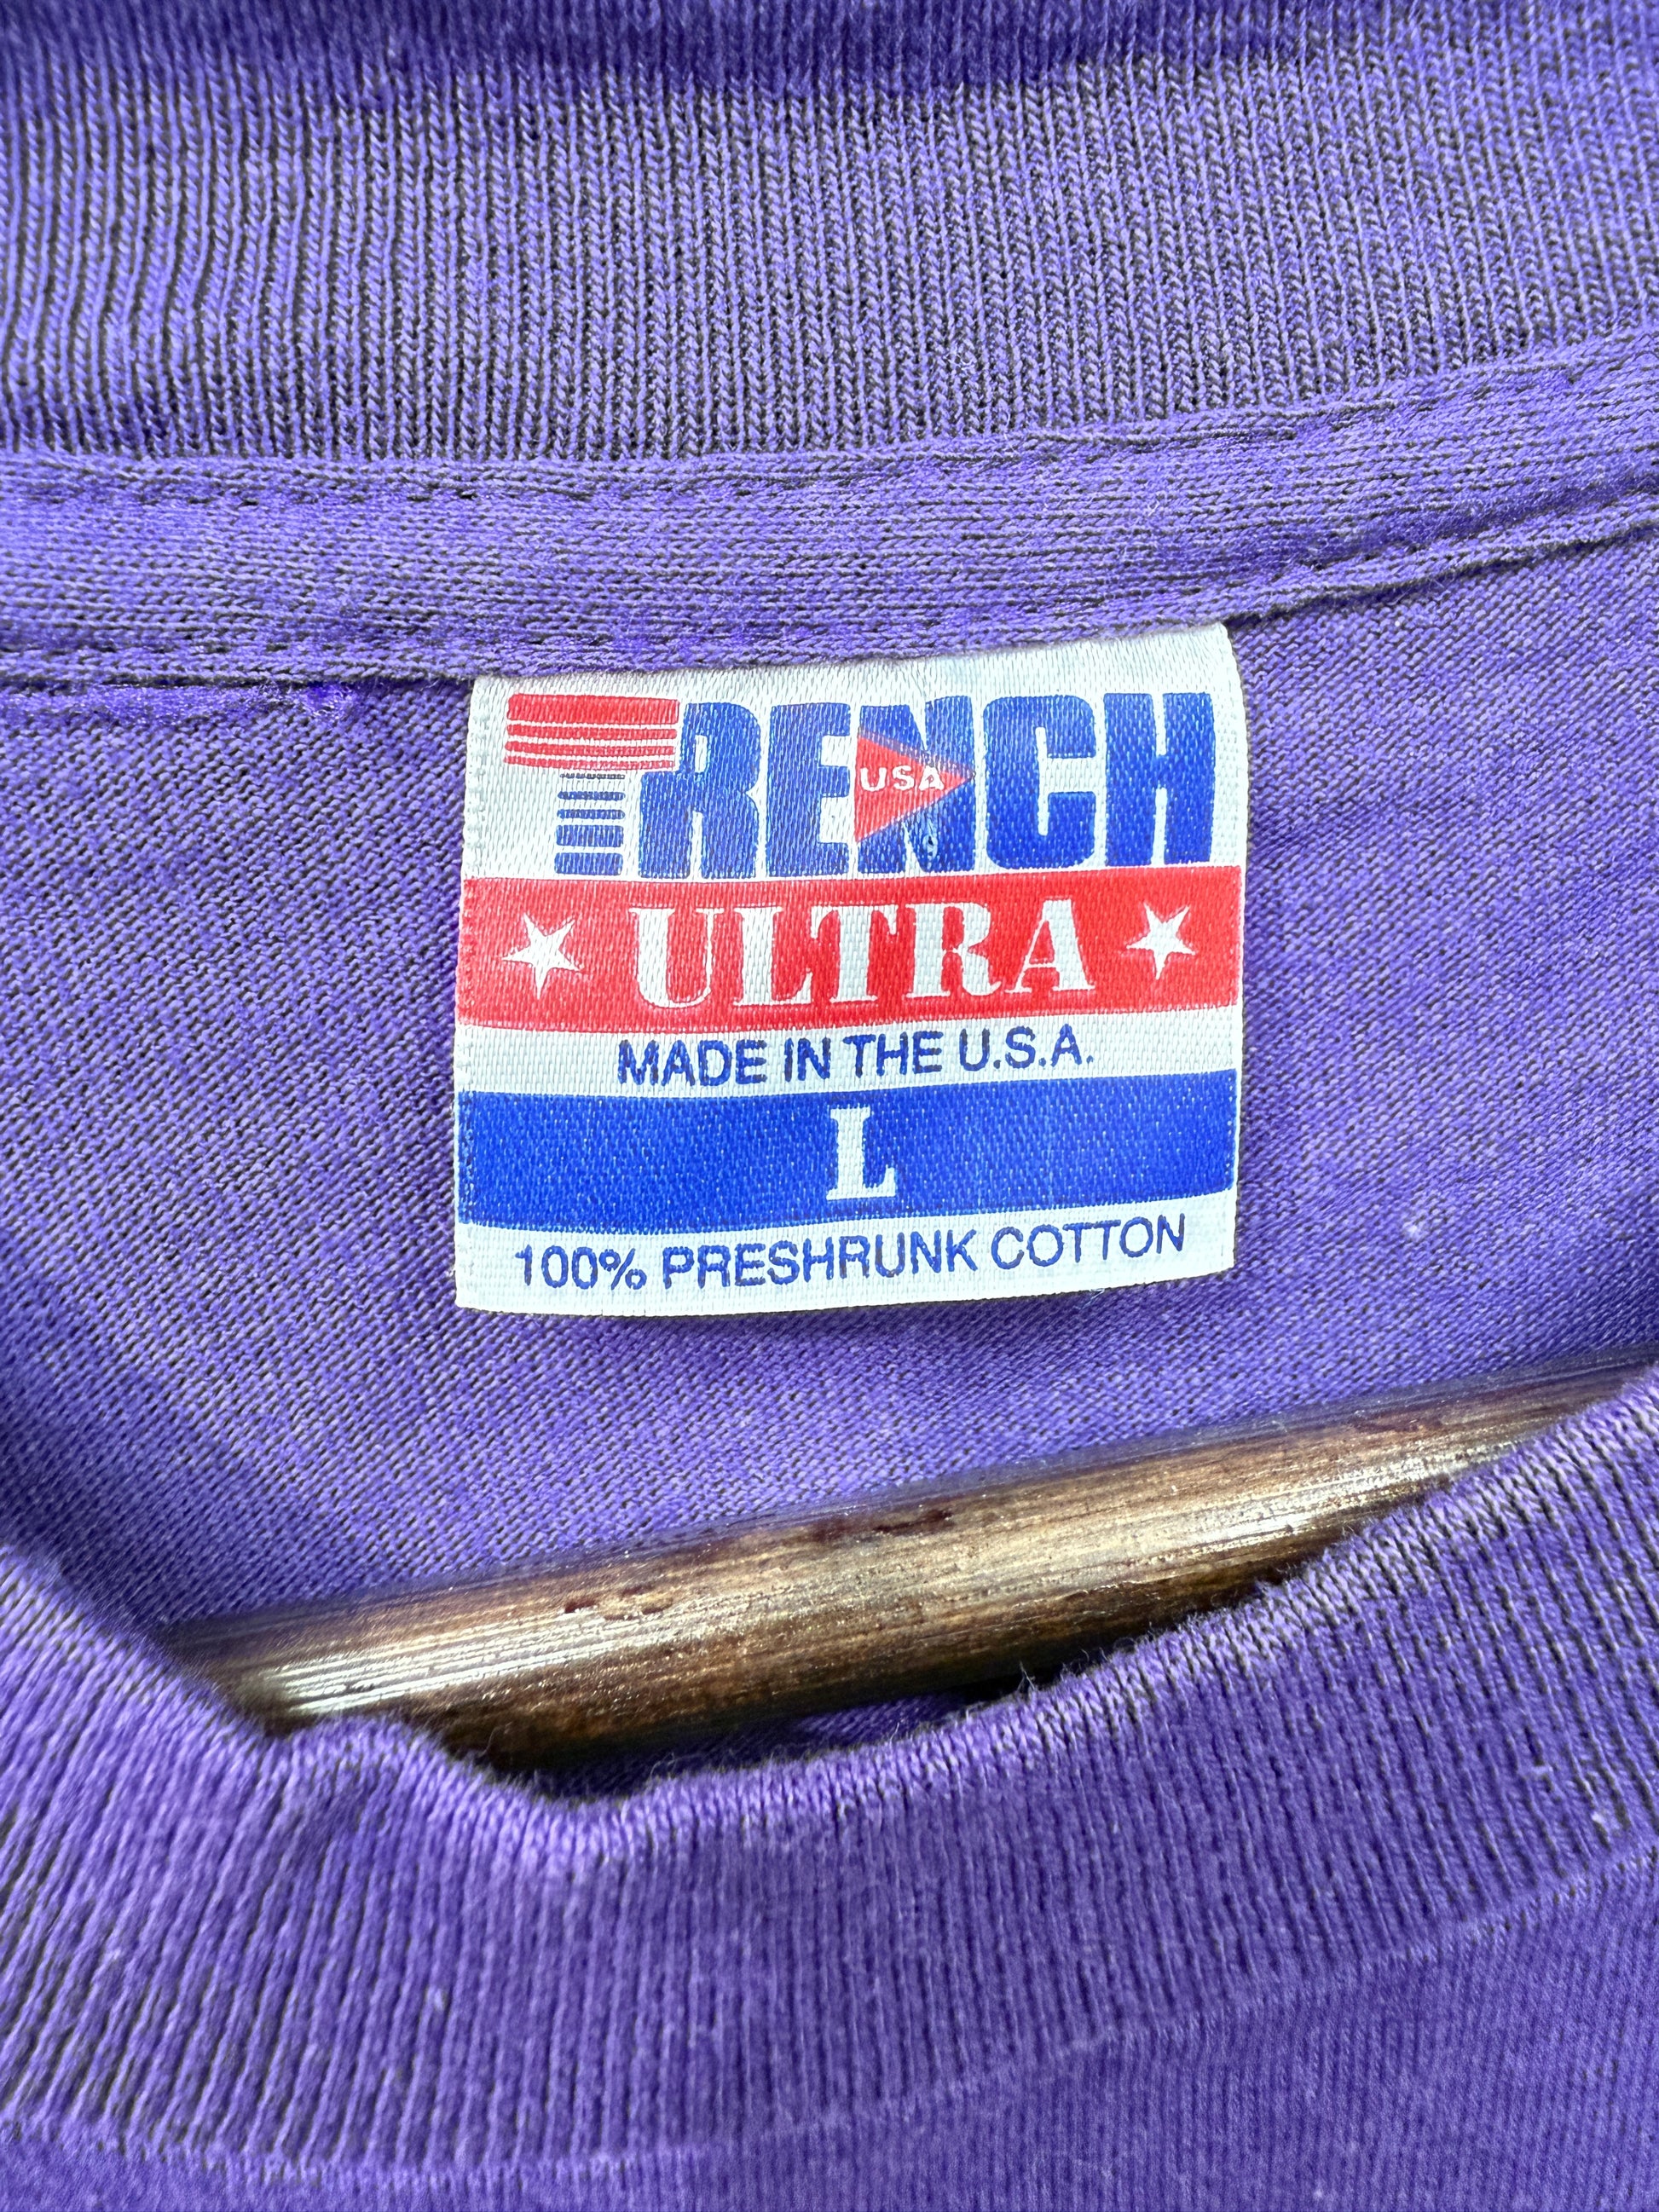 TRENCH
USA
ULTRA
MADE IN THE U.S.A.
L
100% PRESHRUNK COTTON